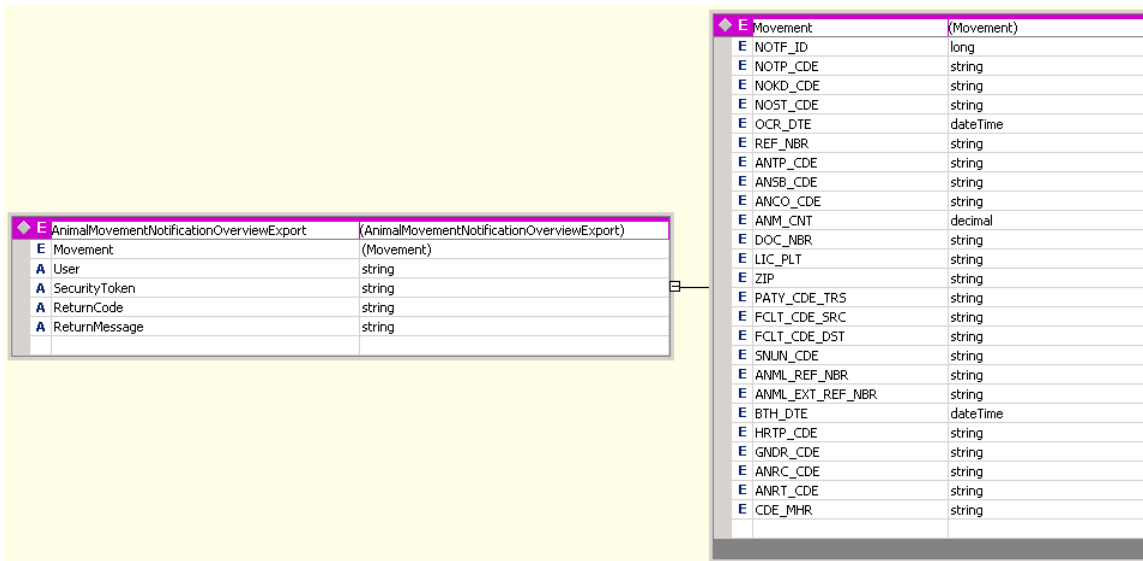 E AnimalMovementNotificationOverviewExport (AnimalMovementNotificationOverviewExport)
E Movement (Movement)
A User string
A SecurityToken string
A ReturnCode string
A ReturnMessage string
E Movement (Movement)
E NOTF_ID long
E NOTP_CDE string
E NOKD_CDE string
E NOST_CDE string
E OCR_DTE dateTime
E REF_NBR string
E ANTP_CDE string
E ANSB_CDE string
E ANCO_CDE string
E ANM_CNT decimal
E DOC_NBR string
E LIC_PLT string
E ZIP string
E PATY_CDE_TRS string
E FCLT_CDE_SRC string
E FCLT_CDE_DST string
E SNUN_CDE string
E ANML_REF_NBR string
E ANML_EXT_REF_NBR string
E BTH_DTE dateTime
E HRTP_CDE string
E GNDR_CDE string
E ANRC_CDE string
E ANRT_CDE string
E CDE_MHR string